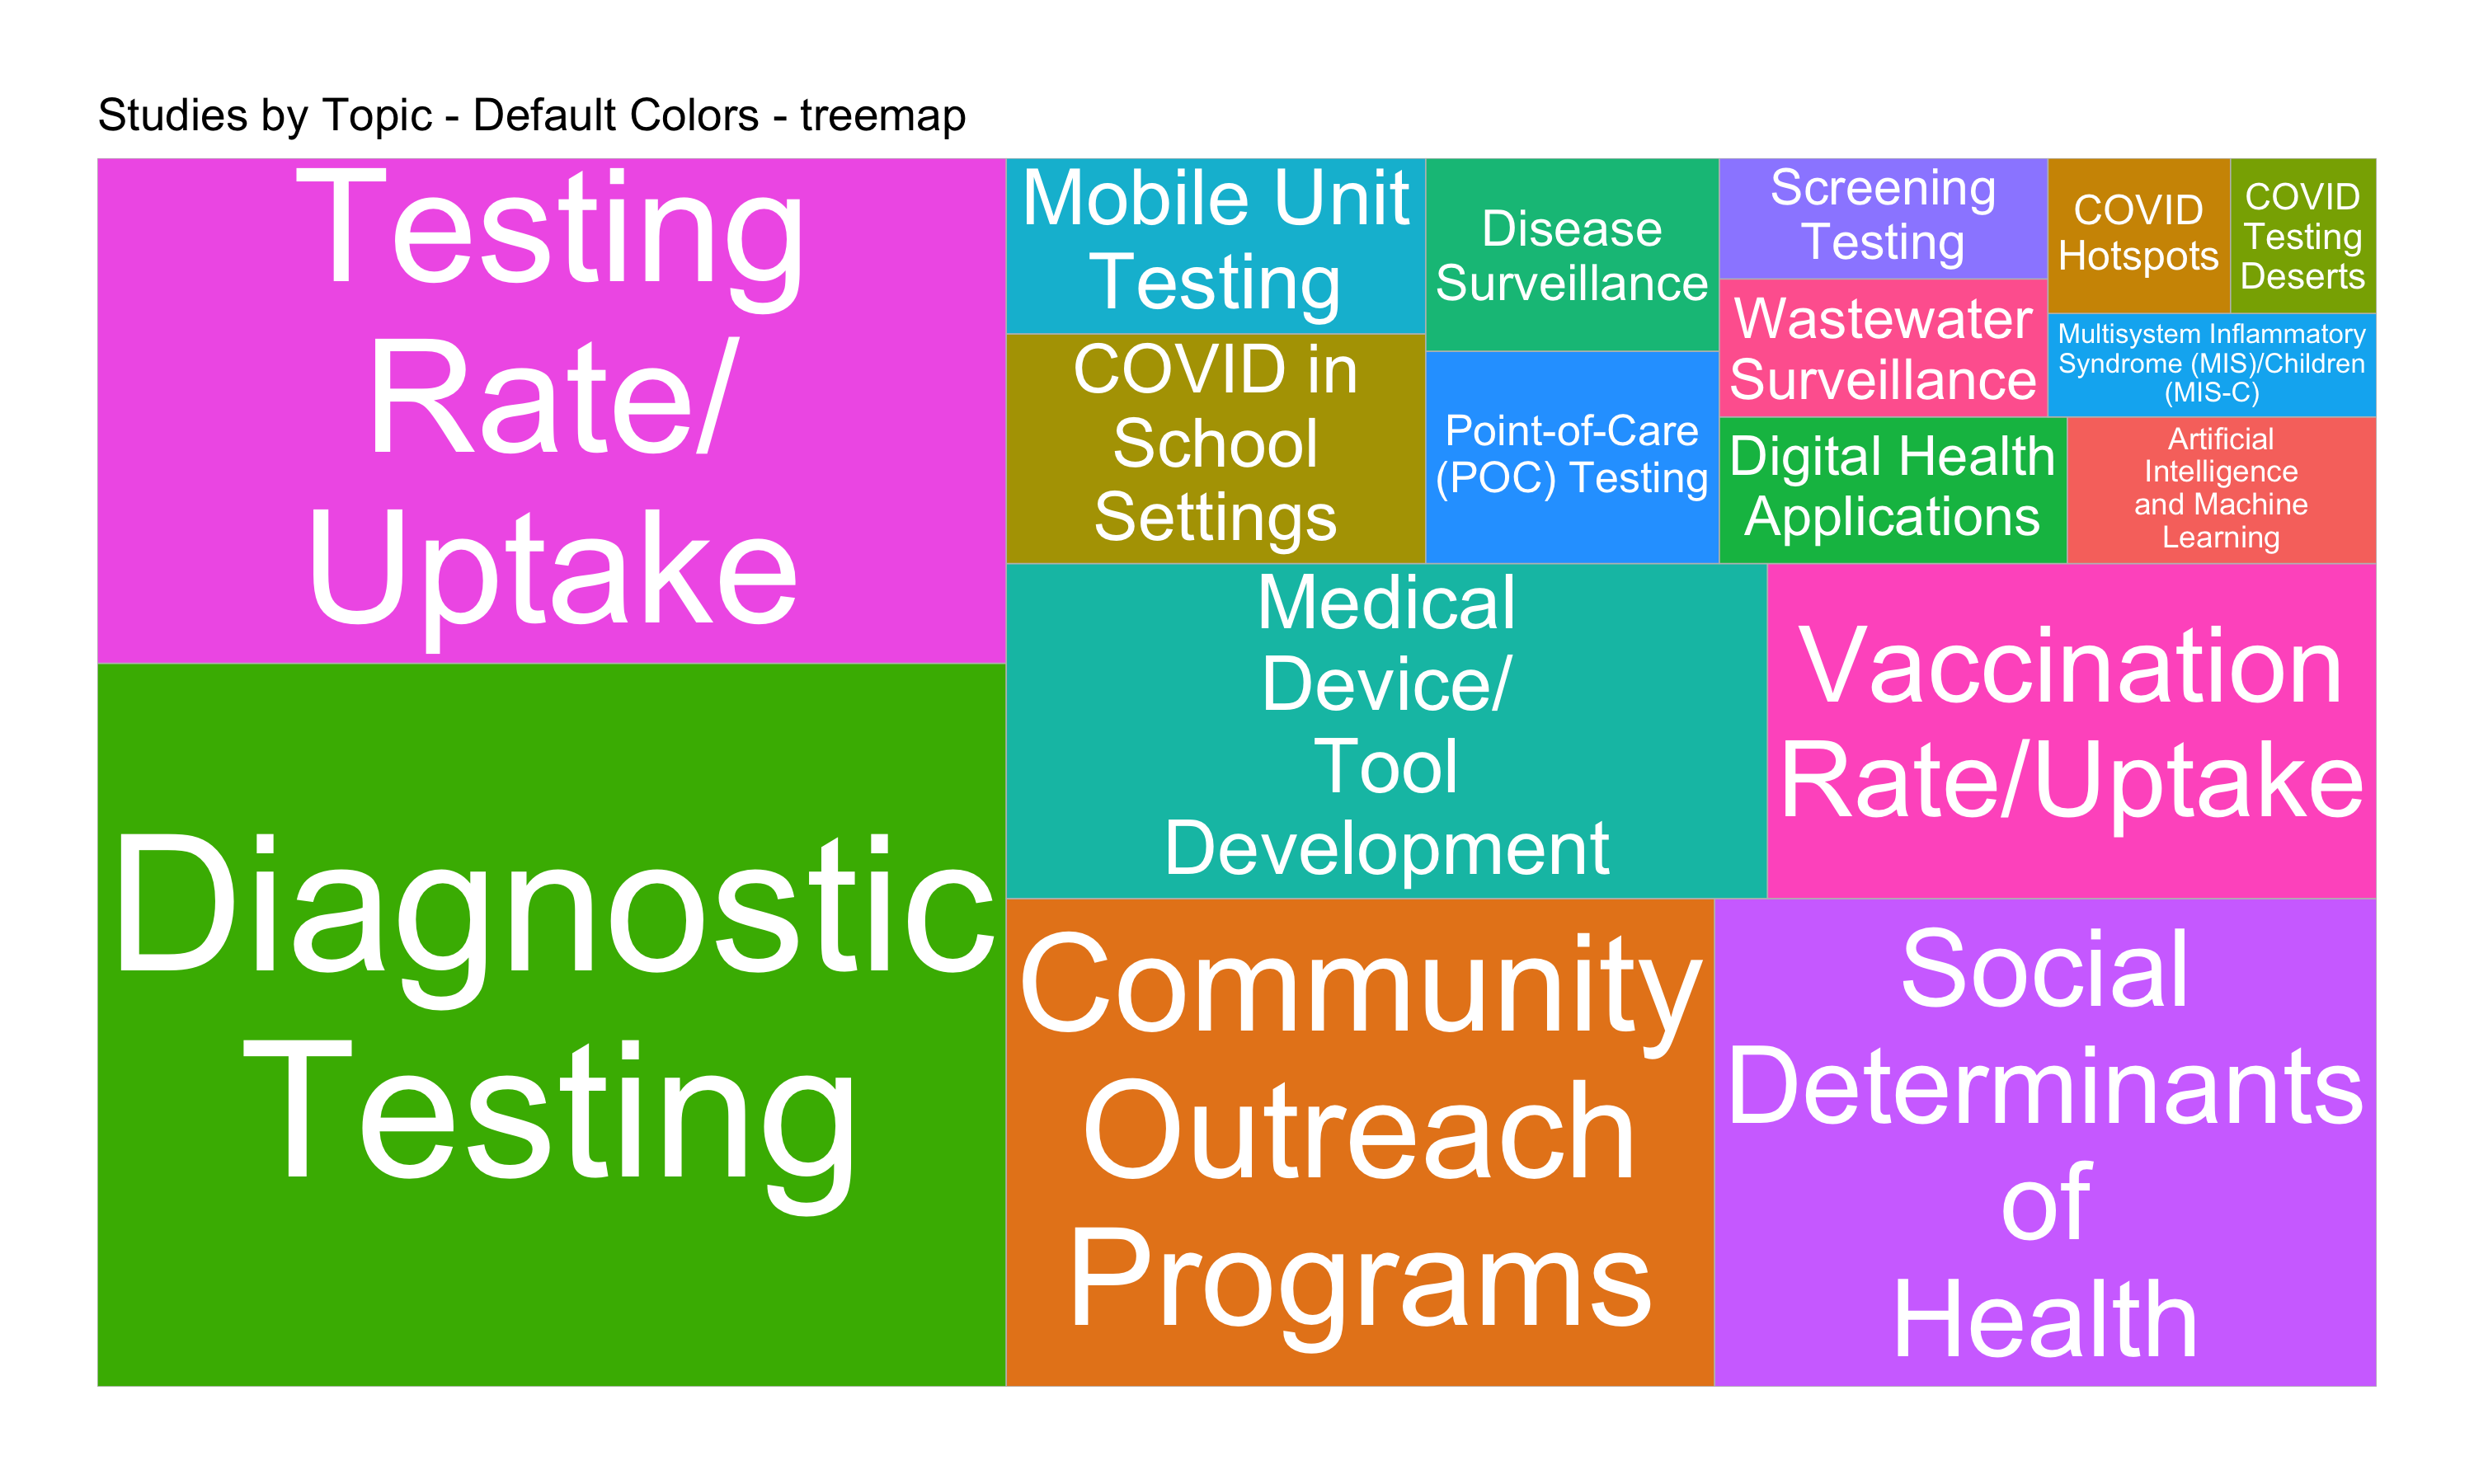 Studies by Topic - Default Colors - treemap
Testing
Rate/
Uptake
Diagnostic
Testing
Mobile Unit
Testing
COVID in
School
Settings
Disease
Surveillance
Point-of-Care
(POC) Testing
Screening
Testing
Wastewater
Surveillance
COVID
Hotspots
COVID
Testing
Deserts
Multisystem Inflammatory
Syndrome (MIS)/Children
(MIS-C)
Digital Health
Applications
Artificial
Intelligence
and Machine
Learning
Medical
Device/
Tool
Development
Vaccination
Rate/Uptake
Community
Outreach
Programs
Social
Determinants
of
Health